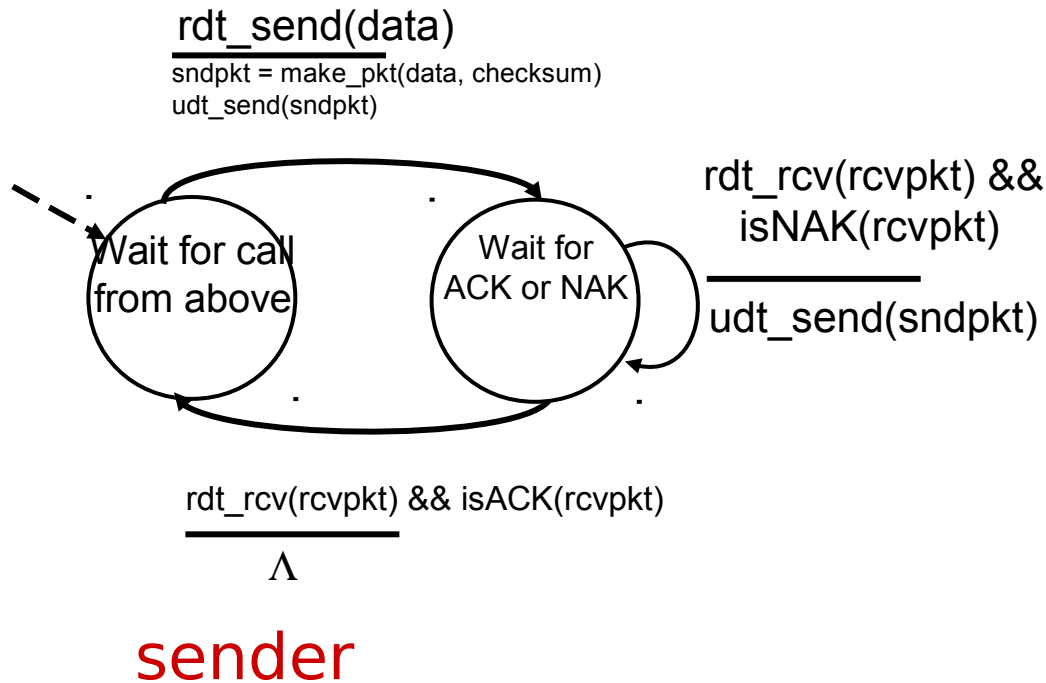 rdt_send(data)
sndpkt = make_pkt(data, checksum)
udt_send(sndpkt)
Wait for call
from above
Wait for
ACK or NAK
rdt_rcv(rcvpkt) &&
isNAK(rcvpkt)
udt_send(sndpkt)
rdt_rcv(rcvpkt) && isACK(rcvpkt)
Λ
sender